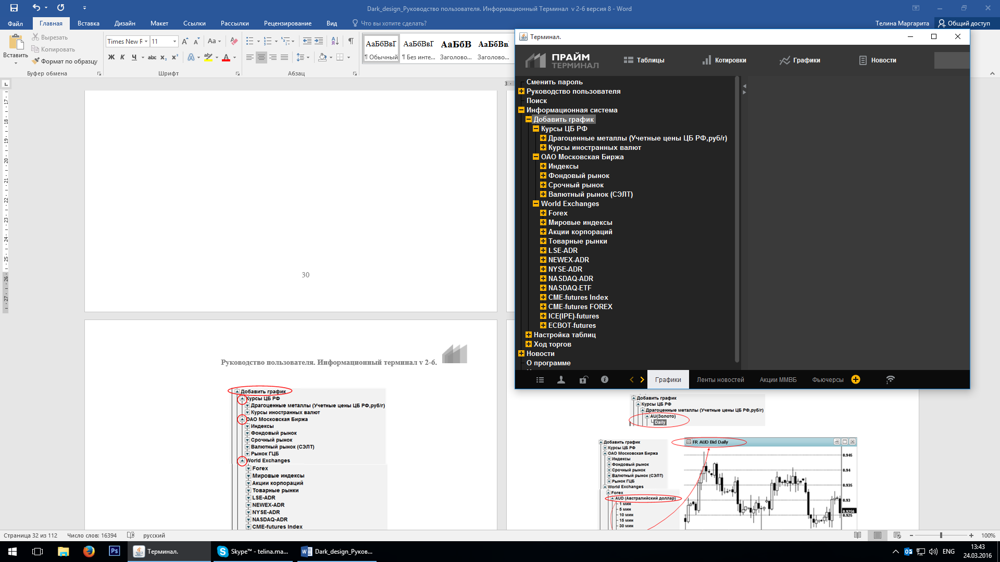 Dark_design_Руководство пользователя. Информационный Терминал v 2-6 версия 8 - Word
Файл Главная Вставка Дизайн Макет Ссылки Рассылки Рецензирование Вид Что вы хотите сделать? Телина Маргарита Общий доступ
Вставить
Вырезать
Копировать
Формат по образцу
Буфер обмена
Times New R 11
Aa
Ж К Ч abc x₂ x²
Шрифт
Абзац
АаБбВвГ АаБбВвГ АаБбВ АаБбВв
¶ Обычный ¶ Без инте... Заголово... Заголово...
Терминал.
ПРАЙМ
ТЕРМИНАЛ
Таблицы Котировки Графики Новости
Сменить пароль
Руководство пользователя
Поиск
Информационная система
Добавить график
Курсы ЦБ РФ
Драгоценные металлы (Учетные цены ЦБ РФ,руб/г)
Курсы иностранных валют
ОАО Московская Биржа
Индексы
Фондовый рынок
Срочный рынок
Валютный рынок (СЭЛТ)
World Exchanges
Forex
Мировые индексы
Акции корпораций
Товарные рынки
LSE-ADR
NEWEX-ADR
NYSE-ADR
NASDAQ-ADR
NASDAQ-ETF
CME-futures Index
CME-futures FOREX
ICE(IPE)-futures
ECBOT-futures
Настройка таблиц
Ход торгов
Новости
О программе
Графики Ленты новостей Акции ММВБ Фьючерсы
3
17
18
19
20
21
22
23
24
25
26
27
30
Руководство пользователя. Информационный терминал v 2-6.
Добавить график
Курсы ЦБ РФ
Драгоценные металлы (Учетные цены ЦБ РФ,руб/г)
Курсы иностранных валют
ОАО Московская Биржа
Индексы
Фондовый рынок
Срочный рынок
Валютный рынок (СЭЛТ)
Рынок ГЦБ
World Exchanges
Forex
Мировые индексы
Акции корпораций
Товарные рынки
LSE-ADR
NEWEX-ADR
NYSE-ADR
NASDAQ-ADR
CME-futures Index
Добавить график
Курсы ЦБ РФ
Драгоценные металлы (Учетные цены ЦБ РФ,руб/г)
AU(Золото)
Daily
Добавить график
Курсы ЦБ РФ
ОАО Московская Биржа
Индексы
Фондовый рынок
Срочный рынок
Валютный рынок (СЭЛТ)
Рынок ГЦБ
World Exchanges
Forex
AUD (Австралийский доллар)
1 мин
5 мин
10 мин
15 мин
30 мин
FR AUD Bid Daily
0.945
0.94
0.935
0.93
0.9256
0.925
Страница 32 из 112 Число слов: 16394 русский 100%
Ps Терминал. Skype™ - telina.ma... Dark_design_Руков... ENG
13:43
24.03.2016